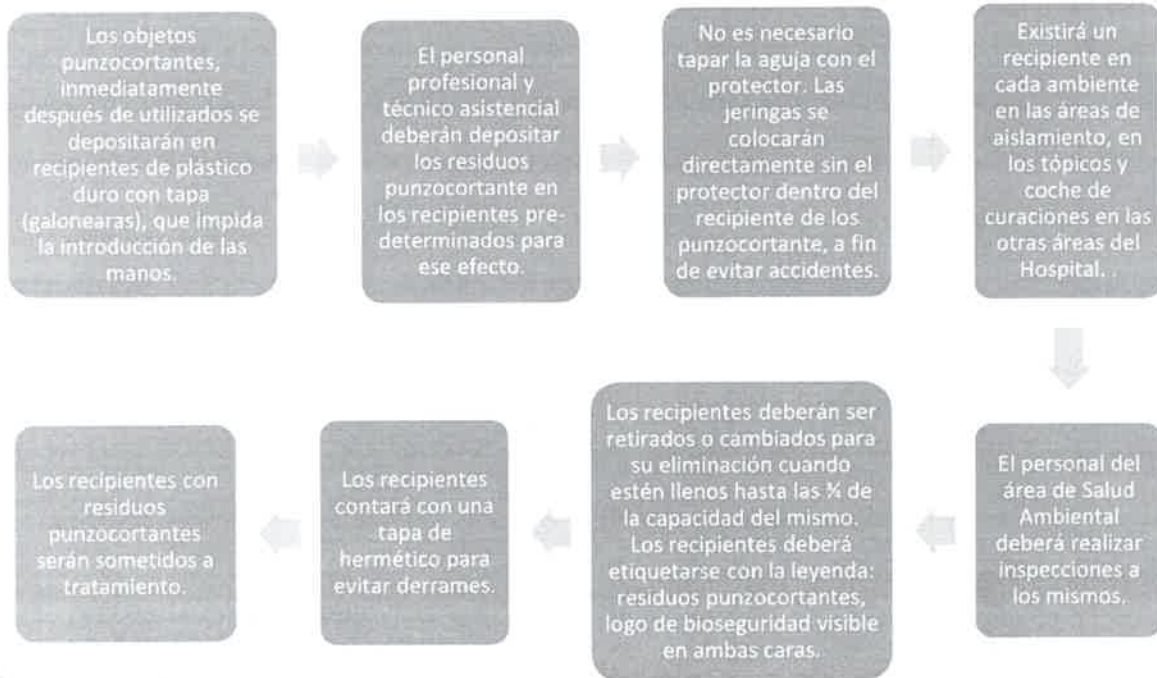 Los objetos
punzocortantes,
inmediatamente
después de utilizados se
depositarán en
recipientes de plástico
duro con tapa
(galonearas), que impida
la introducción de las
manos.
El personal
profesional y
técnico asistencial
deberán depositar
los residuos
punzocortante en
los recipientes pre-
determinados para
ese efecto.
No es necesario
tapar la aguja con el
protector. Las
jeringas se
colocarán
directamente sin el
protector dentro del
recipiente de los
punzocortante, a fin
de evitar accidentes.
Existirá un
recipiente en
cada ambiente
en las áreas de
aislamiento, en
los tópicos y
coche de
curaciones en las
otras áreas del
Hospital. .
El personal del
área de Salud
Ambiental
deberá realizar
inspecciones a
los mismos.
Los recipientes deberán ser
retirados o cambiados para
su eliminación cuando
estén llenos hasta las ¾ de
la capacidad del mismo.
Los recipientes deberá
etiquetarse con la leyenda:
residuos punzocortantes,
logo de bioseguridad visible
en ambas caras.
Los recipientes
contará con una
tapa de
hermético para
evitar derrames.
Los recipientes con
residuos
punzocortantes
serán sometidos a
tratamiento.